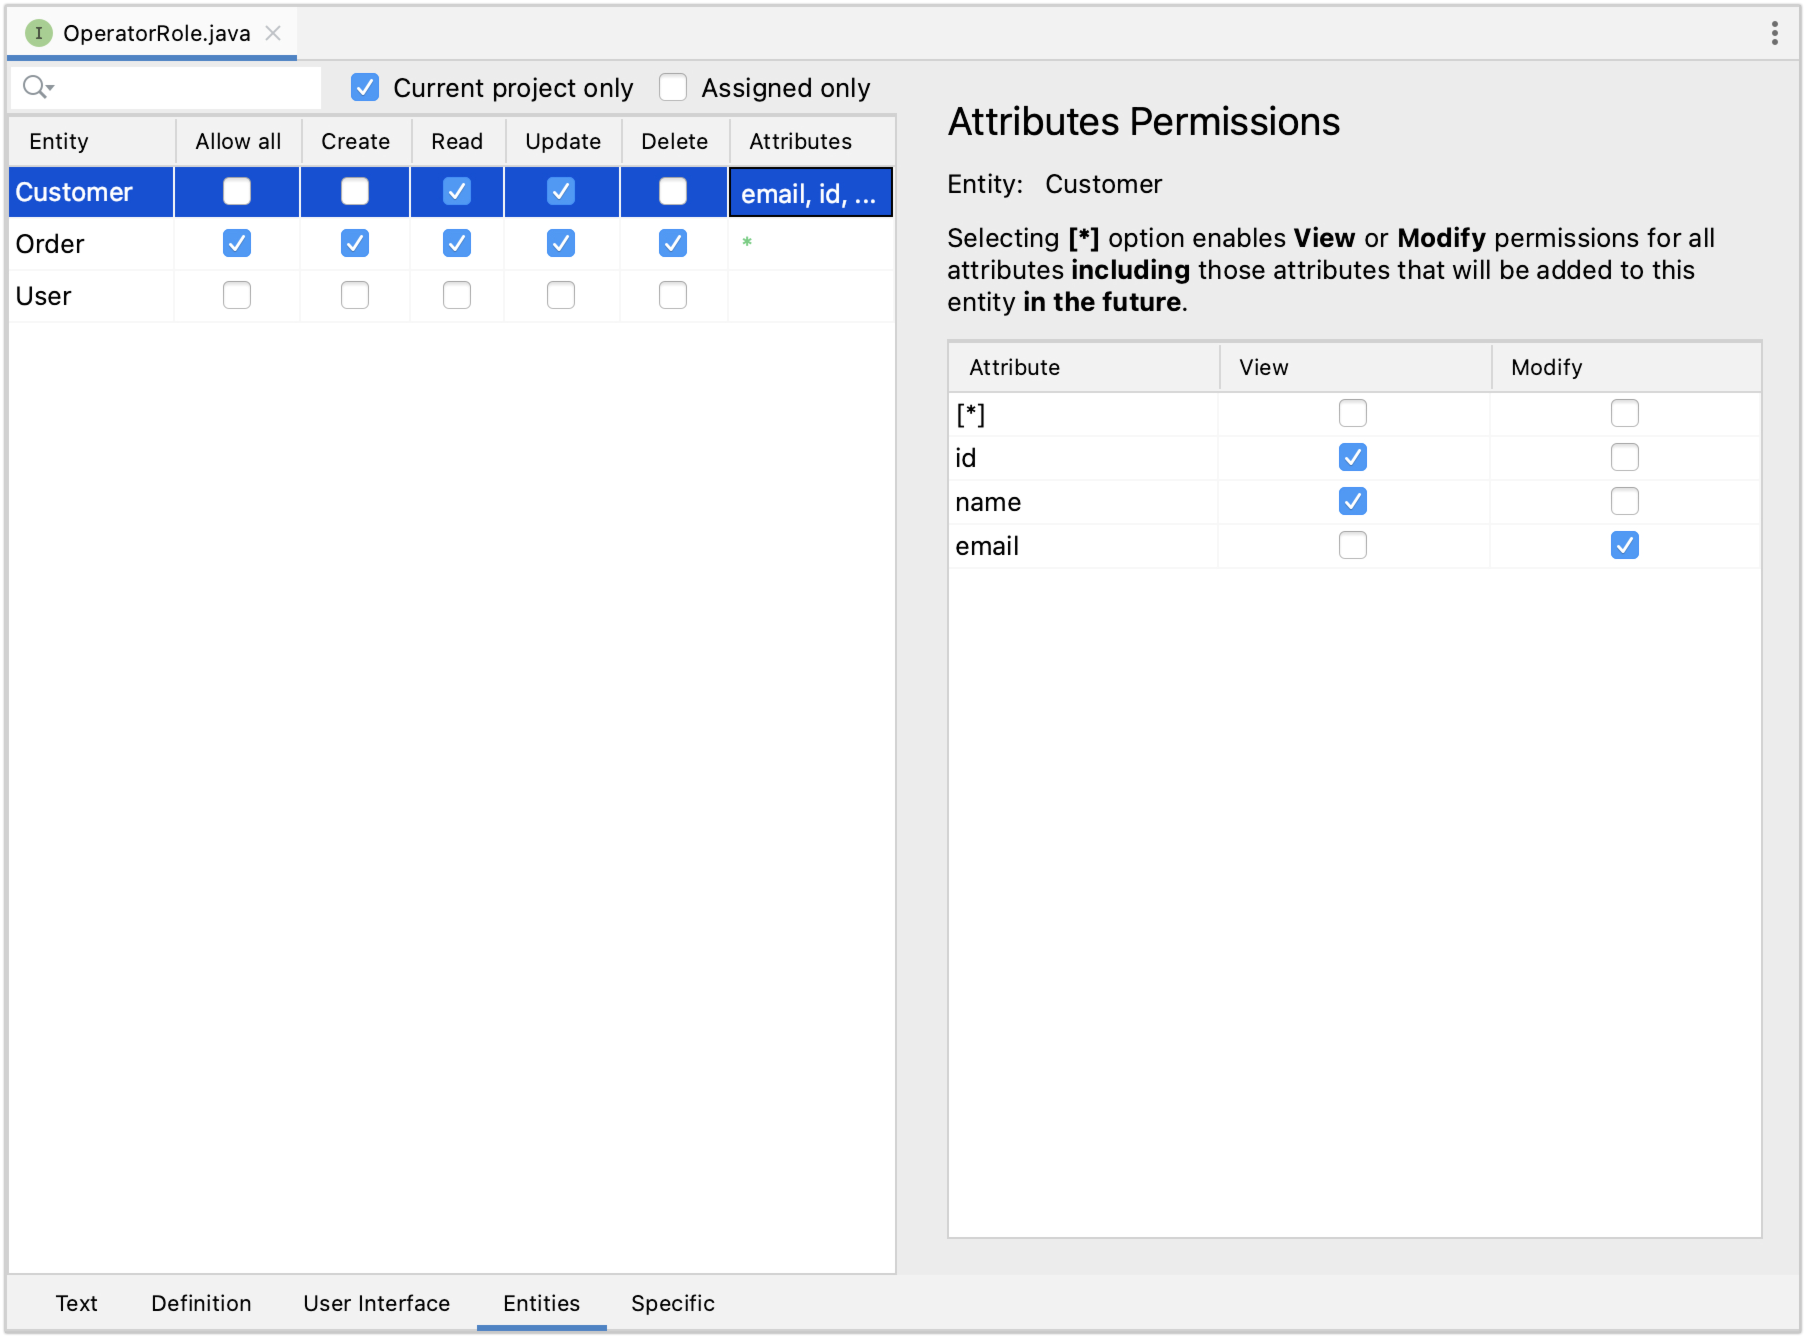 I OperatorRole.java
Current project only Assigned only
Entity Allow all Create Read Update Delete Attributes
Customer email, id, ...
Order *
User
Attributes Permissions
Entity: Customer
Selecting [*] option enables View or Modify permissions for all
attributes including those attributes that will be added to this
entity in the future.
Attribute View Modify
[*]
id
name
email
Text Definition User Interface Entities Specific